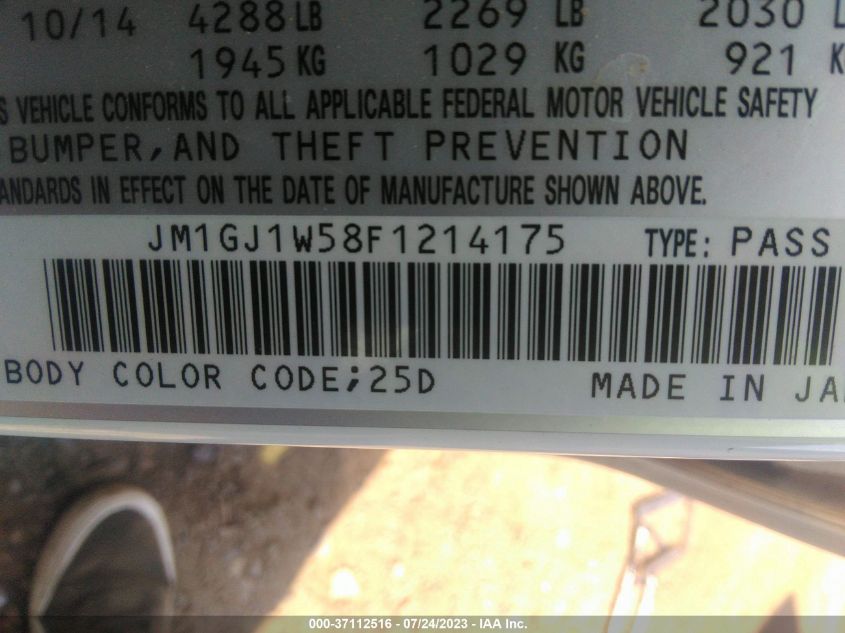 10/14 4288 LB 2269 LB 2030 L
1945 KG 1029 KG 921 K
S VEHICLE CONFORMS TO ALL APPLICABLE FEDERAL MOTOR VEHICLE SAFETY
BUMPER, AND THEFT PREVENTION
ANDARDS IN EFFECT ON THE DATE OF MANUFACTURE SHOWN ABOVE.
JM1GJ1W58F1214175 TYPE: PASS
BODY COLOR CODE;25D MADE IN JA
000-37112516 - 07/24/2023 - IAA Inc.